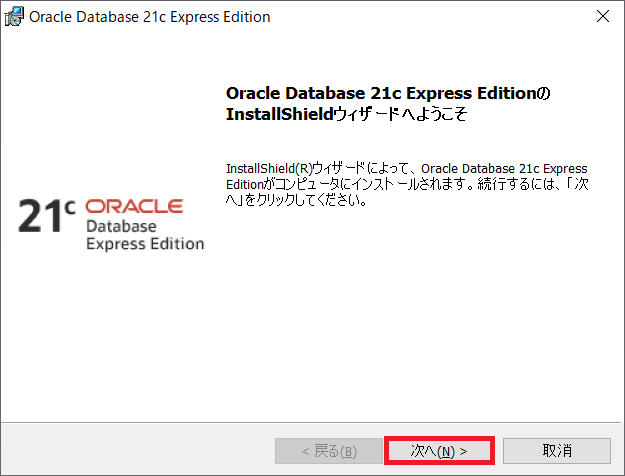 Oracle Database 21c Express Edition
Oracle Database 21c Express Editionの
InstallShieldウィザードへようこそ
InstallShield(R)ウィザードによって、Oracle Database 21c Express
Editionがコンピュータにインストールされます。続行するには、「次
へ」をクリックしてください。
21c ORACLE
Database
Express Edition
< 戻る(B)
次へ(N) >
取消